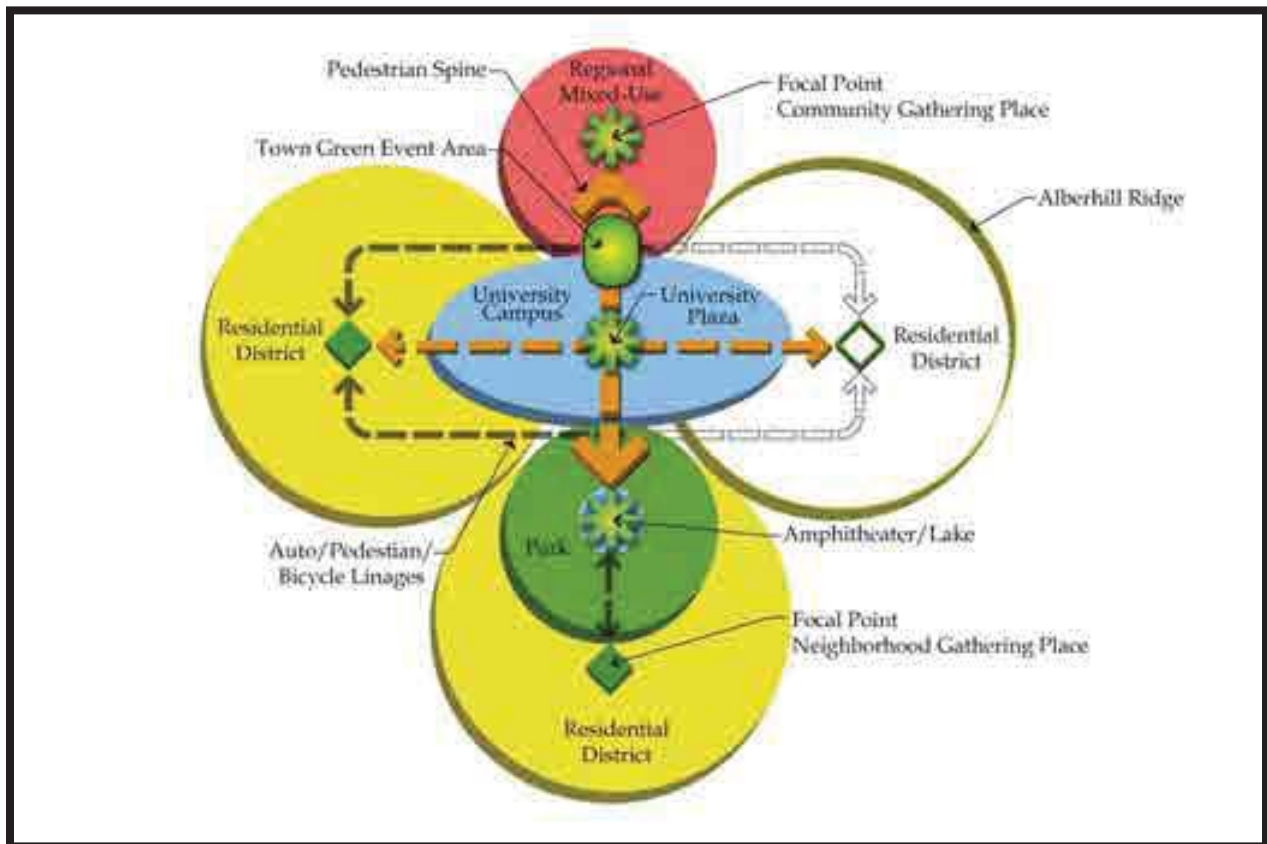 Pedestrian Spine
Regional
Mixed-Use
Focal Point
Community Gathering Place
Town Green Event Area
Alberhill Ridge
University
Campus
University
Plaza
Residential
District
Residential
District
Auto/Pedestian/
Bicycle Linages
Park
Amphitheater/Lake
Focal Point
Neighborhood Gathering Place
Residential
District